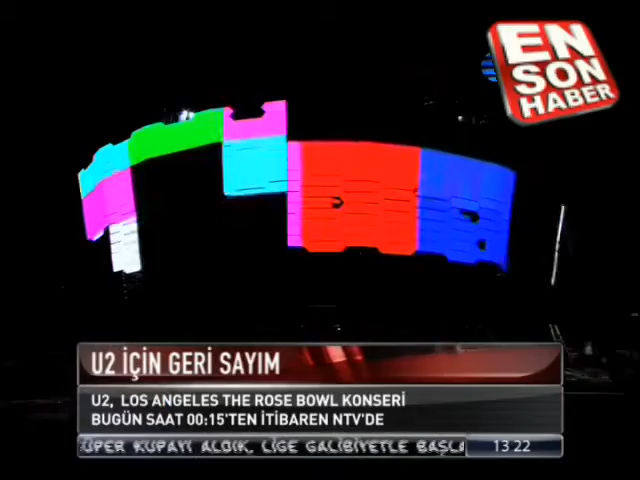 EN
SON
HABER
U2 İÇİN GERİ SAYIM
U2, LOS ANGELES THE ROSE BOWL KONSERİ
BUGÜN SAAT 00:15'TEN İTİBAREN NTV'DE
KUPAYI ALDIK, LİGE GALİBİYETLE
13:22